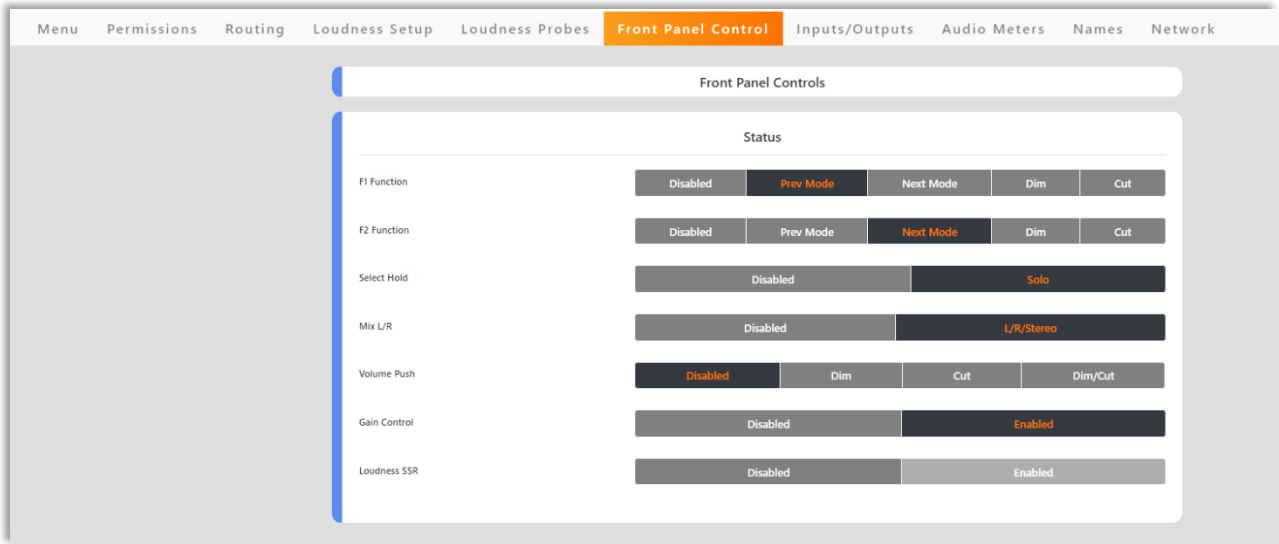 Menu Permissions Routing Loudness Setup Loudness Probes Front Panel Control Inputs/Outputs Audio Meters Names Network
Front Panel Controls
Status
F1 Function Disabled Prev Mode Next Mode Dim Cut
F2 Function Disabled Prev Mode Next Mode Dim Cut
Select Hold Disabled Solo
Mix L/R Disabled L/R/Stereo
Volume Push Disabled Dim Cut Dim/Cut
Gain Control Disabled Enabled
Loudness SSR Disabled Enabled